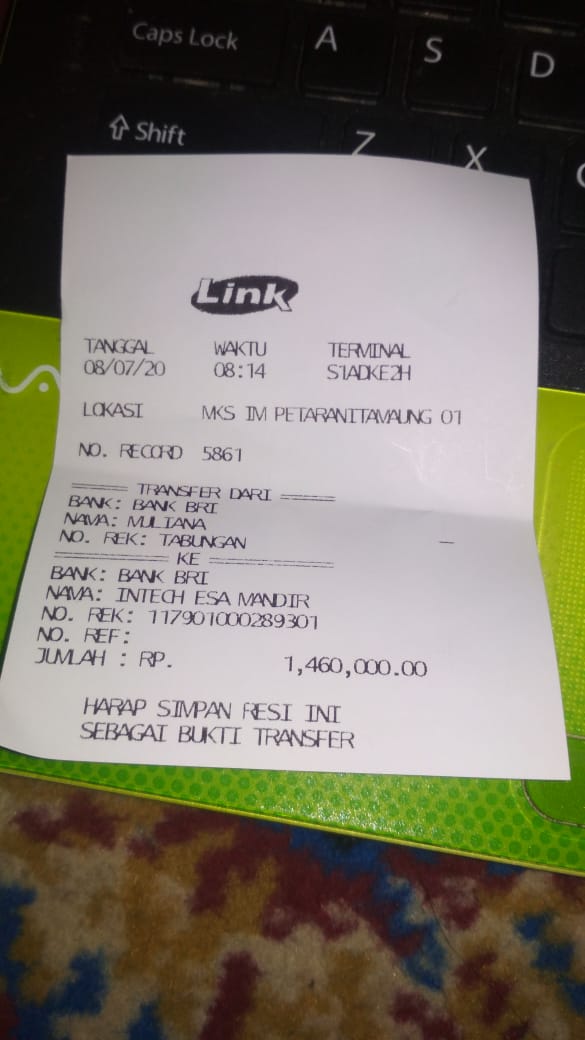 Caps Lock
A
S
D
Shift
Z
X
Link
TANGGAL WAKTU TERMINAL
08/07/20 08:14 S1ADKE2H
LOKASI MKS IM PETARANITAMAUNG 01
NO. RECORD 5861
====== TRANSFER DARI ======
BANK: BANK BRI
NAMA: MULIANA
NO. REK: TABUNGAN -
============ KE =============
BANK: BANK BRI
NAMA: INTECH ESA MANDIR
NO. REK: 117901000289301
NO. REF:
JUMLAH : RP. 1,460,000.00
HARAP SIMPAN RESI INI
SEBAGAI BUKTI TRANSFER